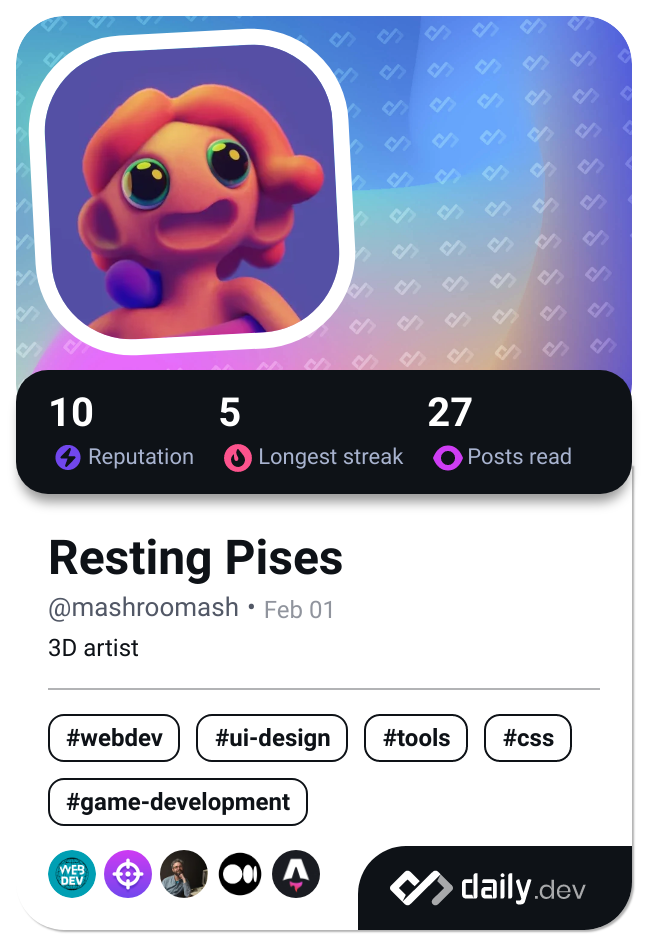 10 5 27
Reputation Longest streak Posts read
Resting Pises
@mashroomash • Feb 01
3D artist
#webdev #ui-design #tools #css
#game-development
WEB
DEV
daily.dev